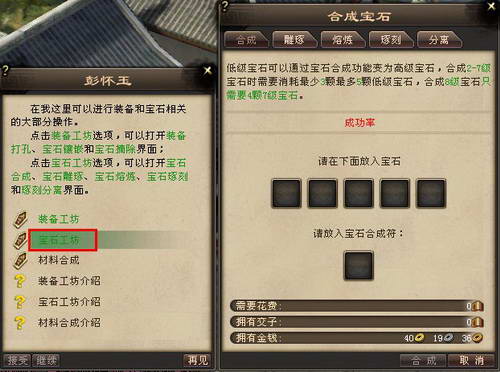 彭怀玉
在我这里可以进行装备和宝石相关
的大部分操作。
点击装备工坊选项，可以打开装备
打孔、宝石镶嵌和宝石摘除界面；
点击宝石工坊选项，可以打开宝石
合成、宝石雕琢、宝石熔炼、宝石琢刻
和琢刻分离界面。
装备工坊
宝石工坊
材料合成
装备工坊介绍
宝石工坊介绍
材料合成介绍
接受 继续 再见
合成宝石
合成 雕琢 熔炼 琢刻 分离
低级宝石可以通过宝石合成功能变为高级宝石，合成2-7级
宝石时需要消耗最少3颗最多5颗低级宝石，合成8级宝石只
需要4颗7级宝石。
成功率
请在下面放入宝石
请放入宝石合成符：
需要花费： 0
拥有交子： 0
拥有金钱： 40 19 36
合成 取消